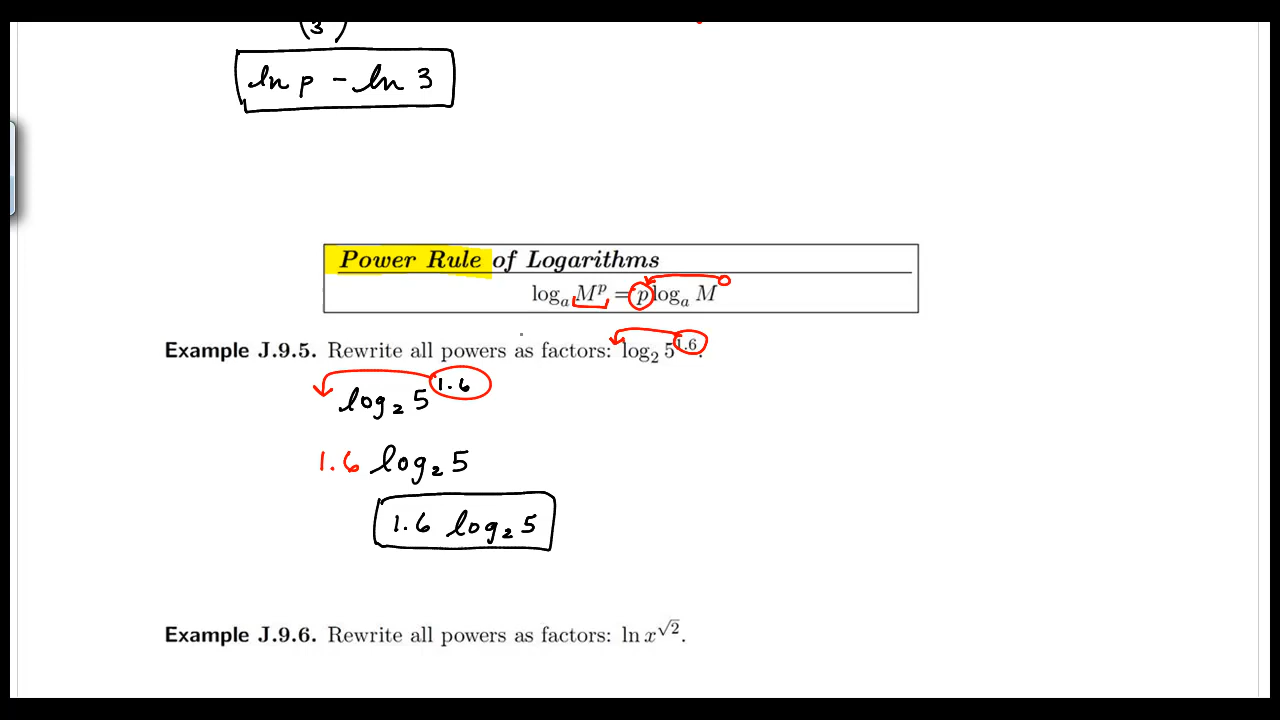 (3)
ln p - ln 3
Power Rule of Logarithms
logₐ Mᵖ = p logₐ M
Example J.9.5. Rewrite all powers as factors: log₂ 5^1.6.
log₂ 5^1.6
1.6 log₂ 5
1.6 log₂ 5
Example J.9.6. Rewrite all powers as factors: ln x^√2.